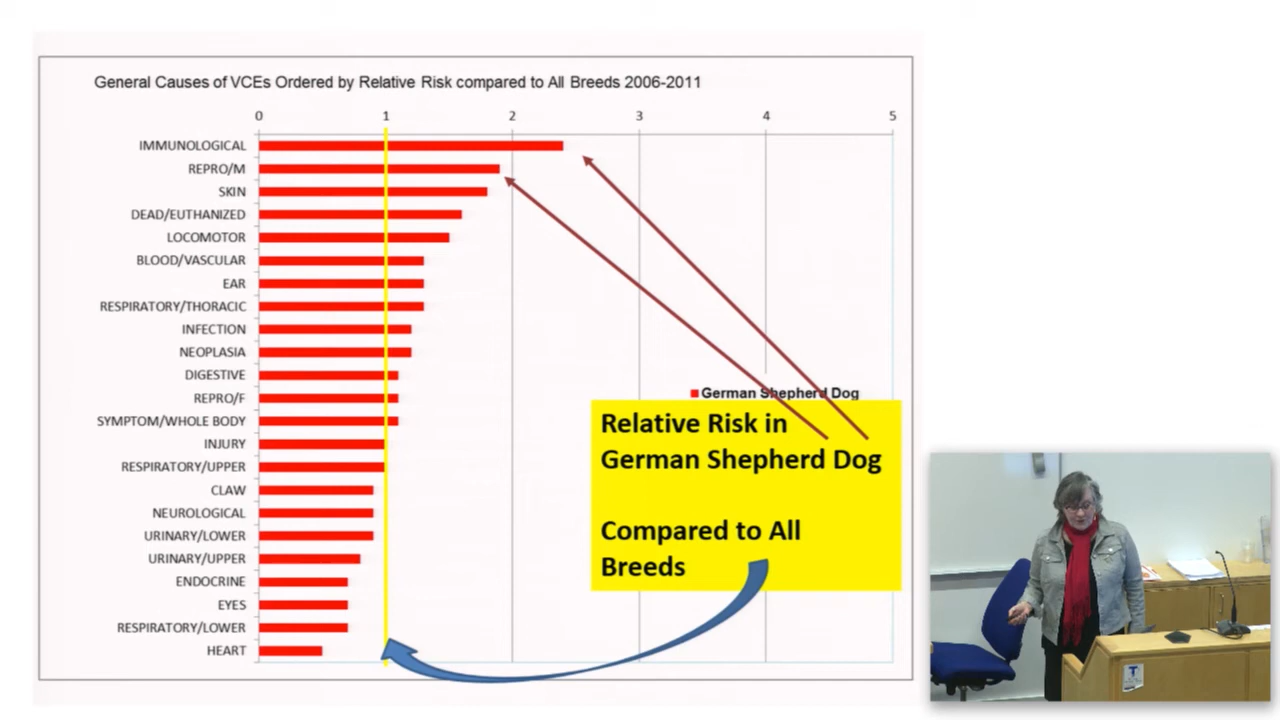 General Causes of VCEs Ordered by Relative Risk compared to All Breeds 2006-2011
0 1 2 3 4 5
IMMUNOLOGICAL
REPRO/M
SKIN
DEAD/EUTHANIZED
LOCOMOTOR
BLOOD/VASCULAR
EAR
RESPIRATORY/THORACIC
INFECTION
NEOPLASIA
DIGESTIVE
REPRO/F
SYMPTOM/WHOLE BODY
INJURY
RESPIRATORY/UPPER
CLAW
NEUROLOGICAL
URINARY/LOWER
URINARY/UPPER
ENDOCRINE
EYES
RESPIRATORY/LOWER
HEART
German Shepherd Dog
Relative Risk in
German Shepherd Dog
Compared to All
Breeds